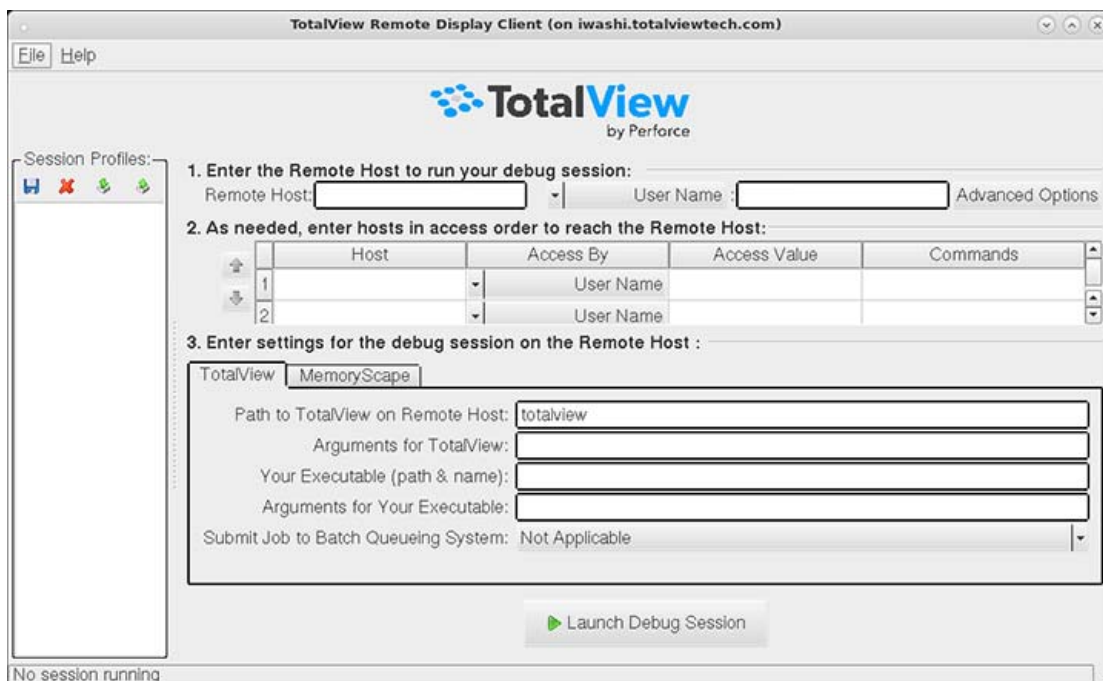 TotalView Remote Display Client (on iwashi.totalviewtech.com)
File Help
TotalView
by Perforce
Session Profiles:
1. Enter the Remote Host to run your debug session:
Remote Host: User Name : Advanced Options
2. As needed, enter hosts in access order to reach the Remote Host:
Host Access By Access Value Commands
1 User Name
2 User Name
3. Enter settings for the debug session on the Remote Host :
TotalView MemoryScape
Path to TotalView on Remote Host: totalview
Arguments for TotalView:
Your Executable (path & name):
Arguments for Your Executable:
Submit Job to Batch Queueing System: Not Applicable
Launch Debug Session
No session running